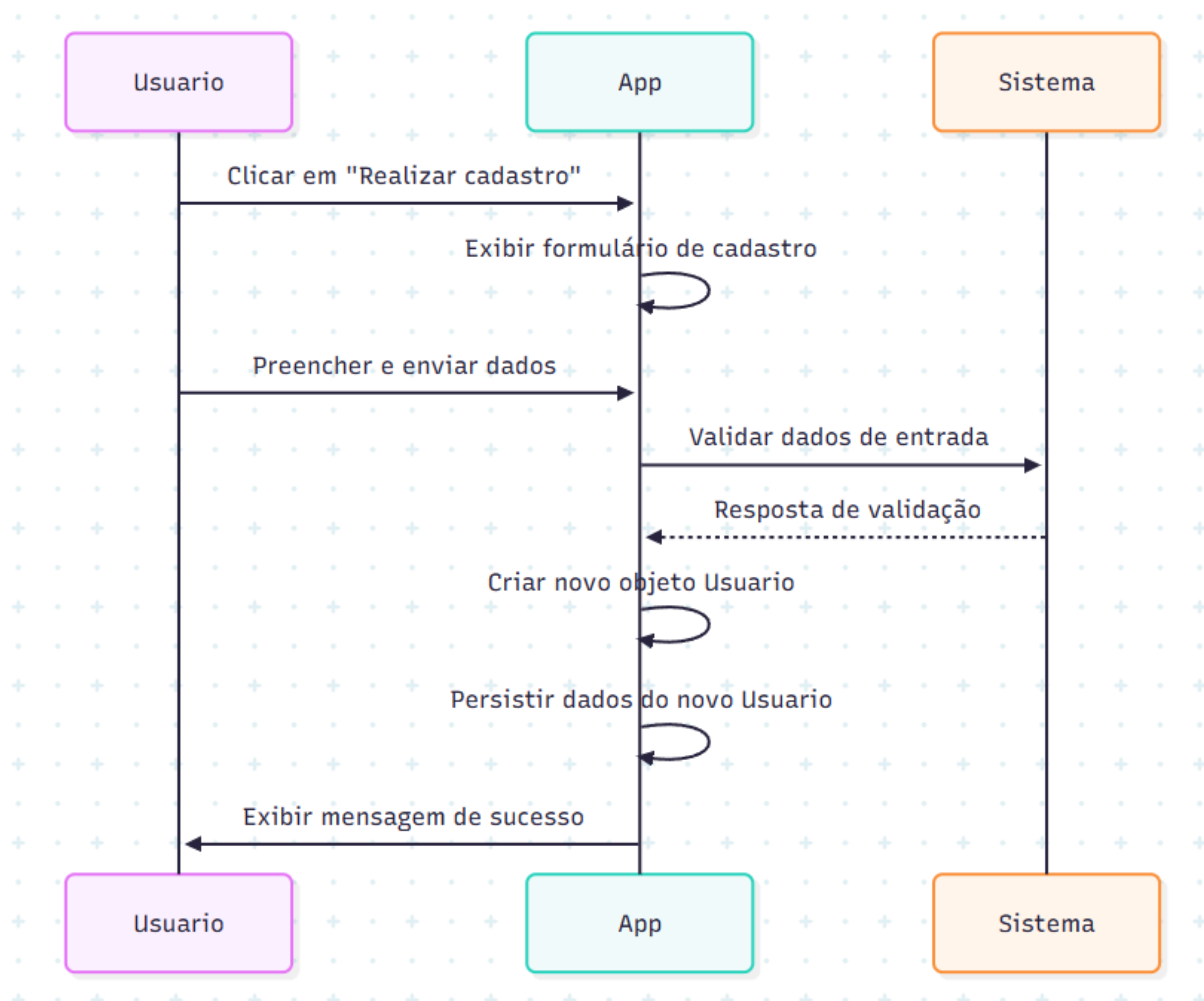 Usuario
App
Sistema
Clicar em "Realizar cadastro"
Exibir formulário de cadastro
Preencher e enviar dados
Validar dados de entrada
Resposta de validação
Criar novo objeto Usuario
Persistir dados do novo Usuario
Exibir mensagem de sucesso
Usuario
App
Sistema